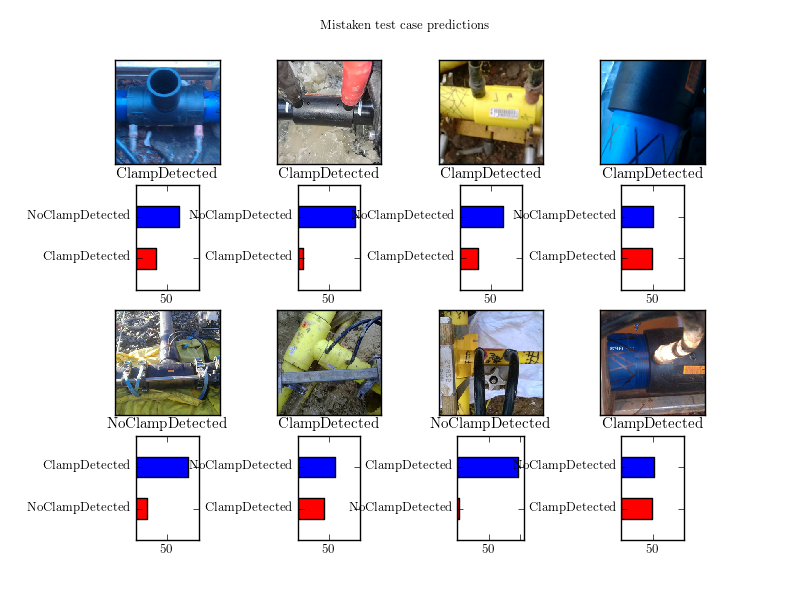 Mistaken test case predictions
ClampDetected ClampDetected ClampDetected ClampDetected
NoClampDetected NoClampDetected NoClampDetected NoClampDetected
ClampDetected ClampDetected ClampDetected ClampDetected
50 50 50 50
NoClampDetected ClampDetected NoClampDetected ClampDetected
ClampDetected NoClampDetected ClampDetected NoClampDetected
NoClampDetected ClampDetected NoClampDetected ClampDetected
50 50 50 50